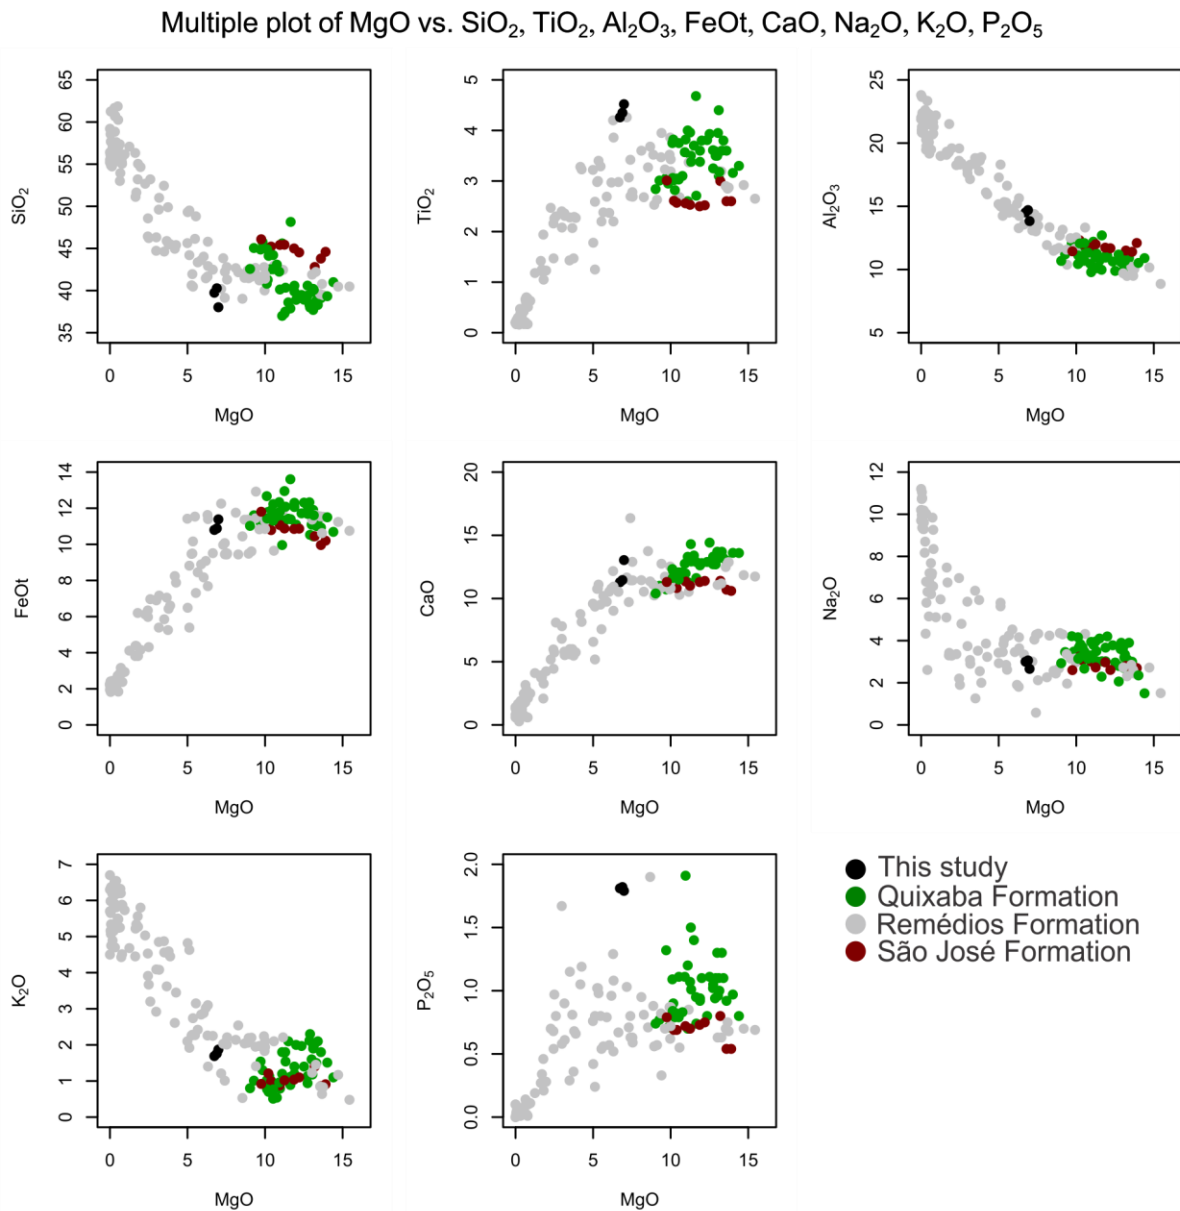 Multiple plot of MgO vs. SiO₂, TiO₂, Al₂O₃, FeOt, CaO, Na₂O, K₂O, P₂O₅
SiO₂
65
60
55
50
45
40
35
0 5 10 15
MgO
TiO₂
5
4
3
2
1
0
0 5 10 15
MgO
Al₂O₃
25
20
15
10
5
0 5 10 15
MgO
FeOt
14
12
10
8
6
4
2
0
0 5 10 15
MgO
CaO
20
15
10
5
0
0 5 10 15
MgO
Na₂O
12
10
8
6
4
2
0
0 5 10 15
MgO
K₂O
7
6
5
4
3
2
1
0
0 5 10 15
MgO
P₂O₅
2.0
1.5
1.0
0.5
0.0
0 5 10 15
MgO
This study
Quixaba Formation
Remédios Formation
São José Formation